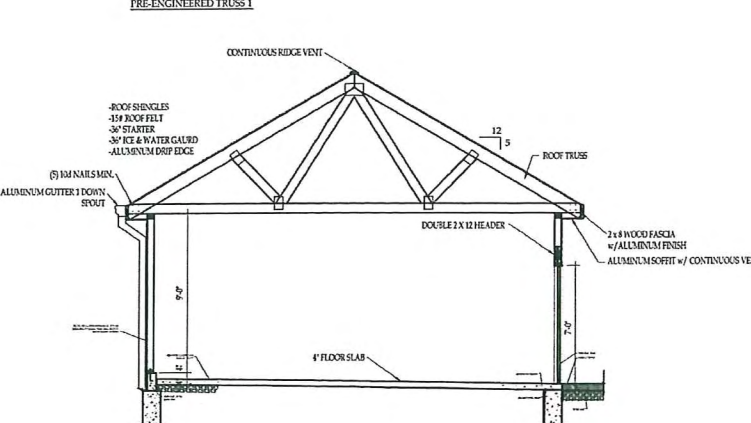 PRE-ENGINEERED TRUSS 1
CONTINUOUS RIDGE VENT
-ROOF SHINGLES
-15# ROOF FELT
-36" STARTER
-36" ICE & WATER GAURD
-ALUMINUM DRIP EDGE
12
5
ROOF TRUSS
(5) 10d NAILS MIN.
ALUMINUM GUTTER 1 DOWN
SPOUT
DOUBLE 2 X 12 HEADER
2 x 8 WOOD FASCIA
w/ALUMINUM FINISH
ALUMINUM SOFFIT w/ CONTINUOUS VE
9'-0"
7'-0"
4" FLOOR SLAB